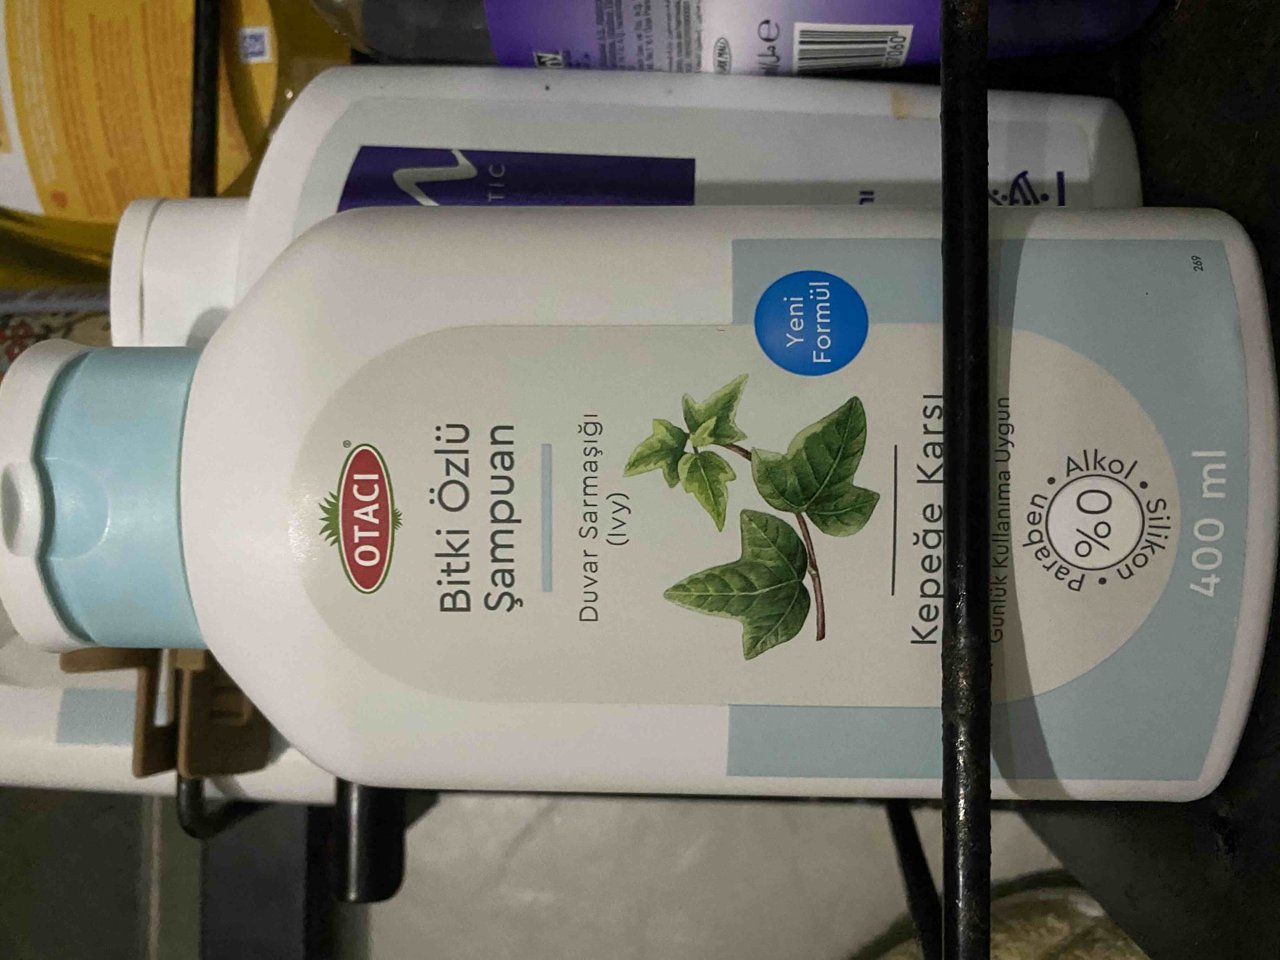 OTACI
®
Bitki Özlü
Şampuan
Duvar Sarmaşığı
(Ivy)
Yeni
Formül
Kepeğe Karşı
Günlük Kullanıma Uygun
%0
Paraben • Alkol • Silikon •
400 ml
269
TIC